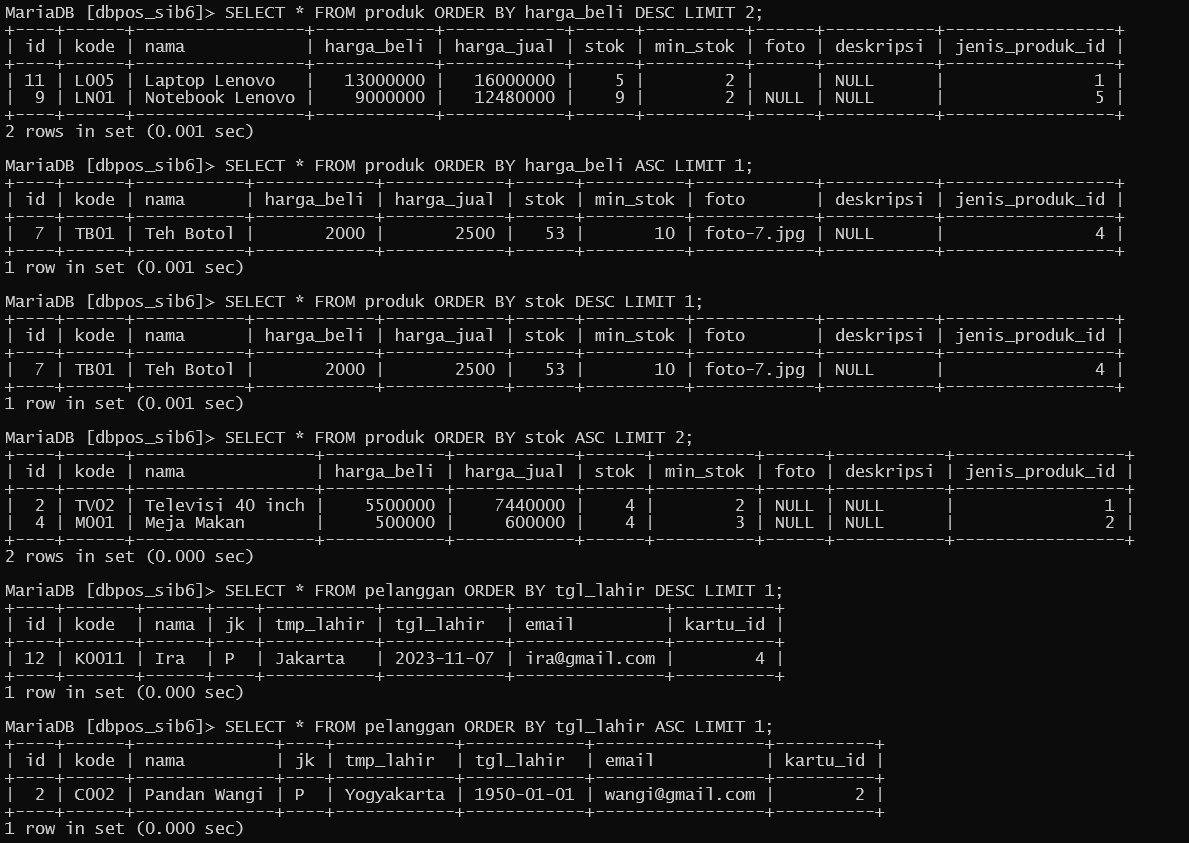 MariaDB [dbpos_sib6]> SELECT * FROM produk ORDER BY harga_beli DESC LIMIT 2;
+----+------+-----------------+------------+------------+------+----------+------+-----------+-----------------+
| id | kode | nama            | harga_beli | harga_jual | stok | min_stok | foto | deskripsi | jenis_produk_id |
+----+------+-----------------+------------+------------+------+----------+------+-----------+-----------------+
| 11 | L005 | Laptop Lenovo   |   13000000 |   16000000 |    5 |        2 |      | NULL      |               1 |
|  9 | LN01 | Notebook Lenovo |    9000000 |   12480000 |    9 |        2 | NULL | NULL      |               5 |
+----+------+-----------------+------------+------------+------+----------+------+-----------+-----------------+
2 rows in set (0.001 sec)
MariaDB [dbpos_sib6]> SELECT * FROM produk ORDER BY harga_beli ASC LIMIT 1;
+----+------+-----------+------------+------------+------+----------+------------+-----------+-----------------+
| id | kode | nama      | harga_beli | harga_jual | stok | min_stok | foto       | deskripsi | jenis_produk_id |
+----+------+-----------+------------+------------+------+----------+------------+-----------+-----------------+
|  7 | TB01 | Teh Botol |       2000 |       2500 |   53 |       10 | foto-7.jpg | NULL      |               4 |
+----+------+-----------+------------+------------+------+----------+------------+-----------+-----------------+
1 row in set (0.001 sec)
MariaDB [dbpos_sib6]> SELECT * FROM produk ORDER BY stok DESC LIMIT 1;
+----+------+-----------+------------+------------+------+----------+------------+-----------+-----------------+
| id | kode | nama      | harga_beli | harga_jual | stok | min_stok | foto       | deskripsi | jenis_produk_id |
+----+------+-----------+------------+------------+------+----------+------------+-----------+-----------------+
|  7 | TB01 | Teh Botol |       2000 |       2500 |   53 |       10 | foto-7.jpg | NULL      |               4 |
+----+------+-----------+------------+------------+------+----------+------------+-----------+-----------------+
1 row in set (0.001 sec)
MariaDB [dbpos_sib6]> SELECT * FROM produk ORDER BY stok ASC LIMIT 2;
+----+------+------------------+------------+------------+------+----------+------+-----------+-----------------+
| id | kode | nama             | harga_beli | harga_jual | stok | min_stok | foto | deskripsi | jenis_produk_id |
+----+------+------------------+------------+------------+------+----------+------+-----------+-----------------+
|  2 | TV02 | Televisi 40 inch |    5500000 |    7440000 |    4 |        2 | NULL | NULL      |               1 |
|  4 | M001 | Meja Makan       |     500000 |     600000 |    4 |        3 | NULL | NULL      |               2 |
+----+------+------------------+------------+------------+------+----------+------+-----------+-----------------+
2 rows in set (0.000 sec)
MariaDB [dbpos_sib6]> SELECT * FROM pelanggan ORDER BY tgl_lahir DESC LIMIT 1;
+----+-------+------+----+-----------+------------+---------------+----------+
| id | kode  | nama | jk | tmp_lahir | tgl_lahir  | email         | kartu_id |
+----+-------+------+----+-----------+------------+---------------+----------+
| 12 | K0011 | Ira  | P  | Jakarta   | 2023-11-07 | ira@gmail.com |        4 |
+----+-------+------+----+-----------+------------+---------------+----------+
1 row in set (0.000 sec)
MariaDB [dbpos_sib6]> SELECT * FROM pelanggan ORDER BY tgl_lahir ASC LIMIT 1;
+----+------+--------------+----+------------+------------+-----------------+----------+
| id | kode | nama         | jk | tmp_lahir  | tgl_lahir  | email           | kartu_id |
+----+------+--------------+----+------------+------------+-----------------+----------+
|  2 | C002 | Pandan Wangi | P  | Yogyakarta | 1950-01-01 | wangi@gmail.com |        2 |
+----+------+--------------+----+------------+------------+-----------------+----------+
1 row in set (0.000 sec)